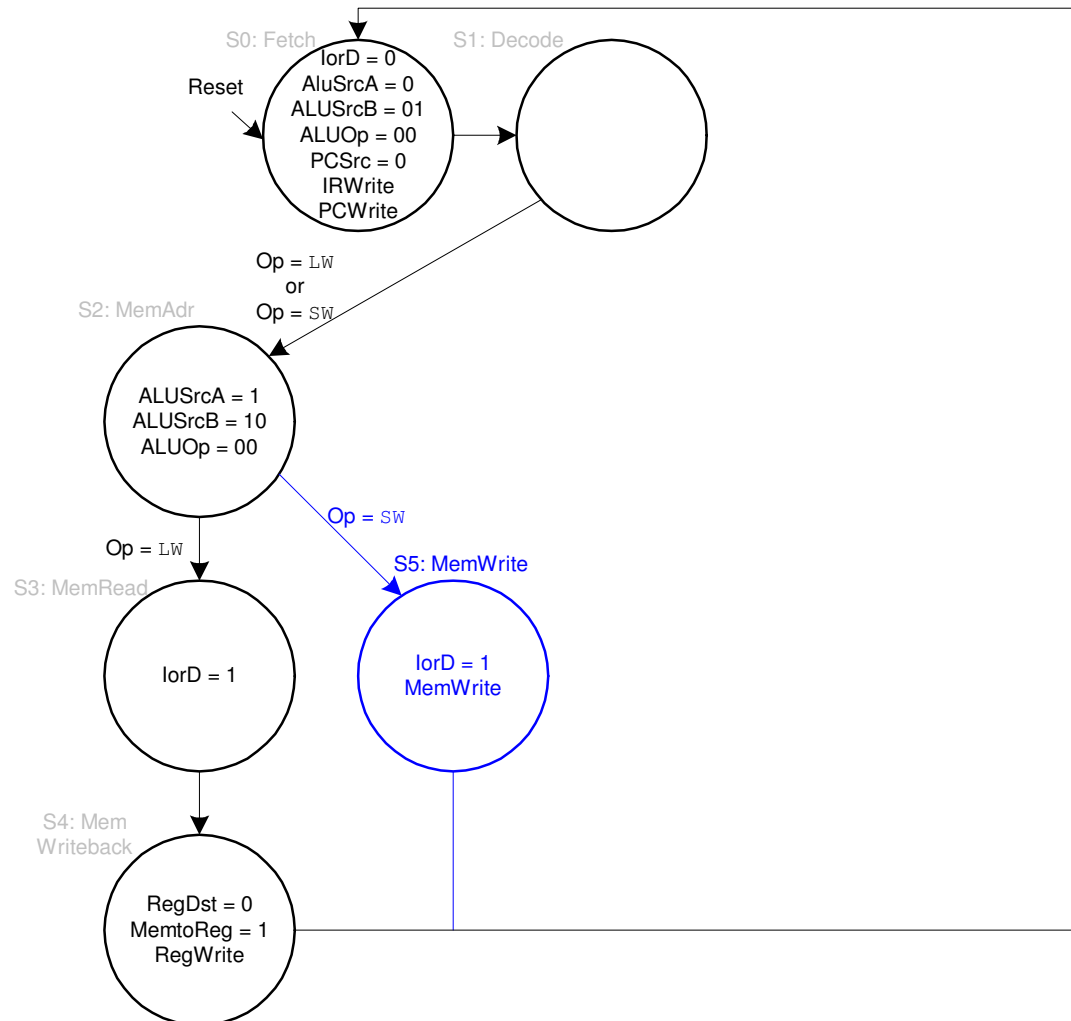 S0: Fetch
S1: Decode
Reset
IorD = 0
AluSrcA = 0
ALUSrcB = 01
ALUOp = 00
PCSrc = 0
IRWrite
PCWrite
Op = LW
or
Op = SW
S2: MemAdr
ALUSrcA = 1
ALUSrcB = 10
ALUOp = 00
Op = SW
Op = LW
S5: MemWrite
S3: MemRead
IorD = 1
IorD = 1
MemWrite
S4: Mem
Writeback
RegDst = 0
MemtoReg = 1
RegWrite